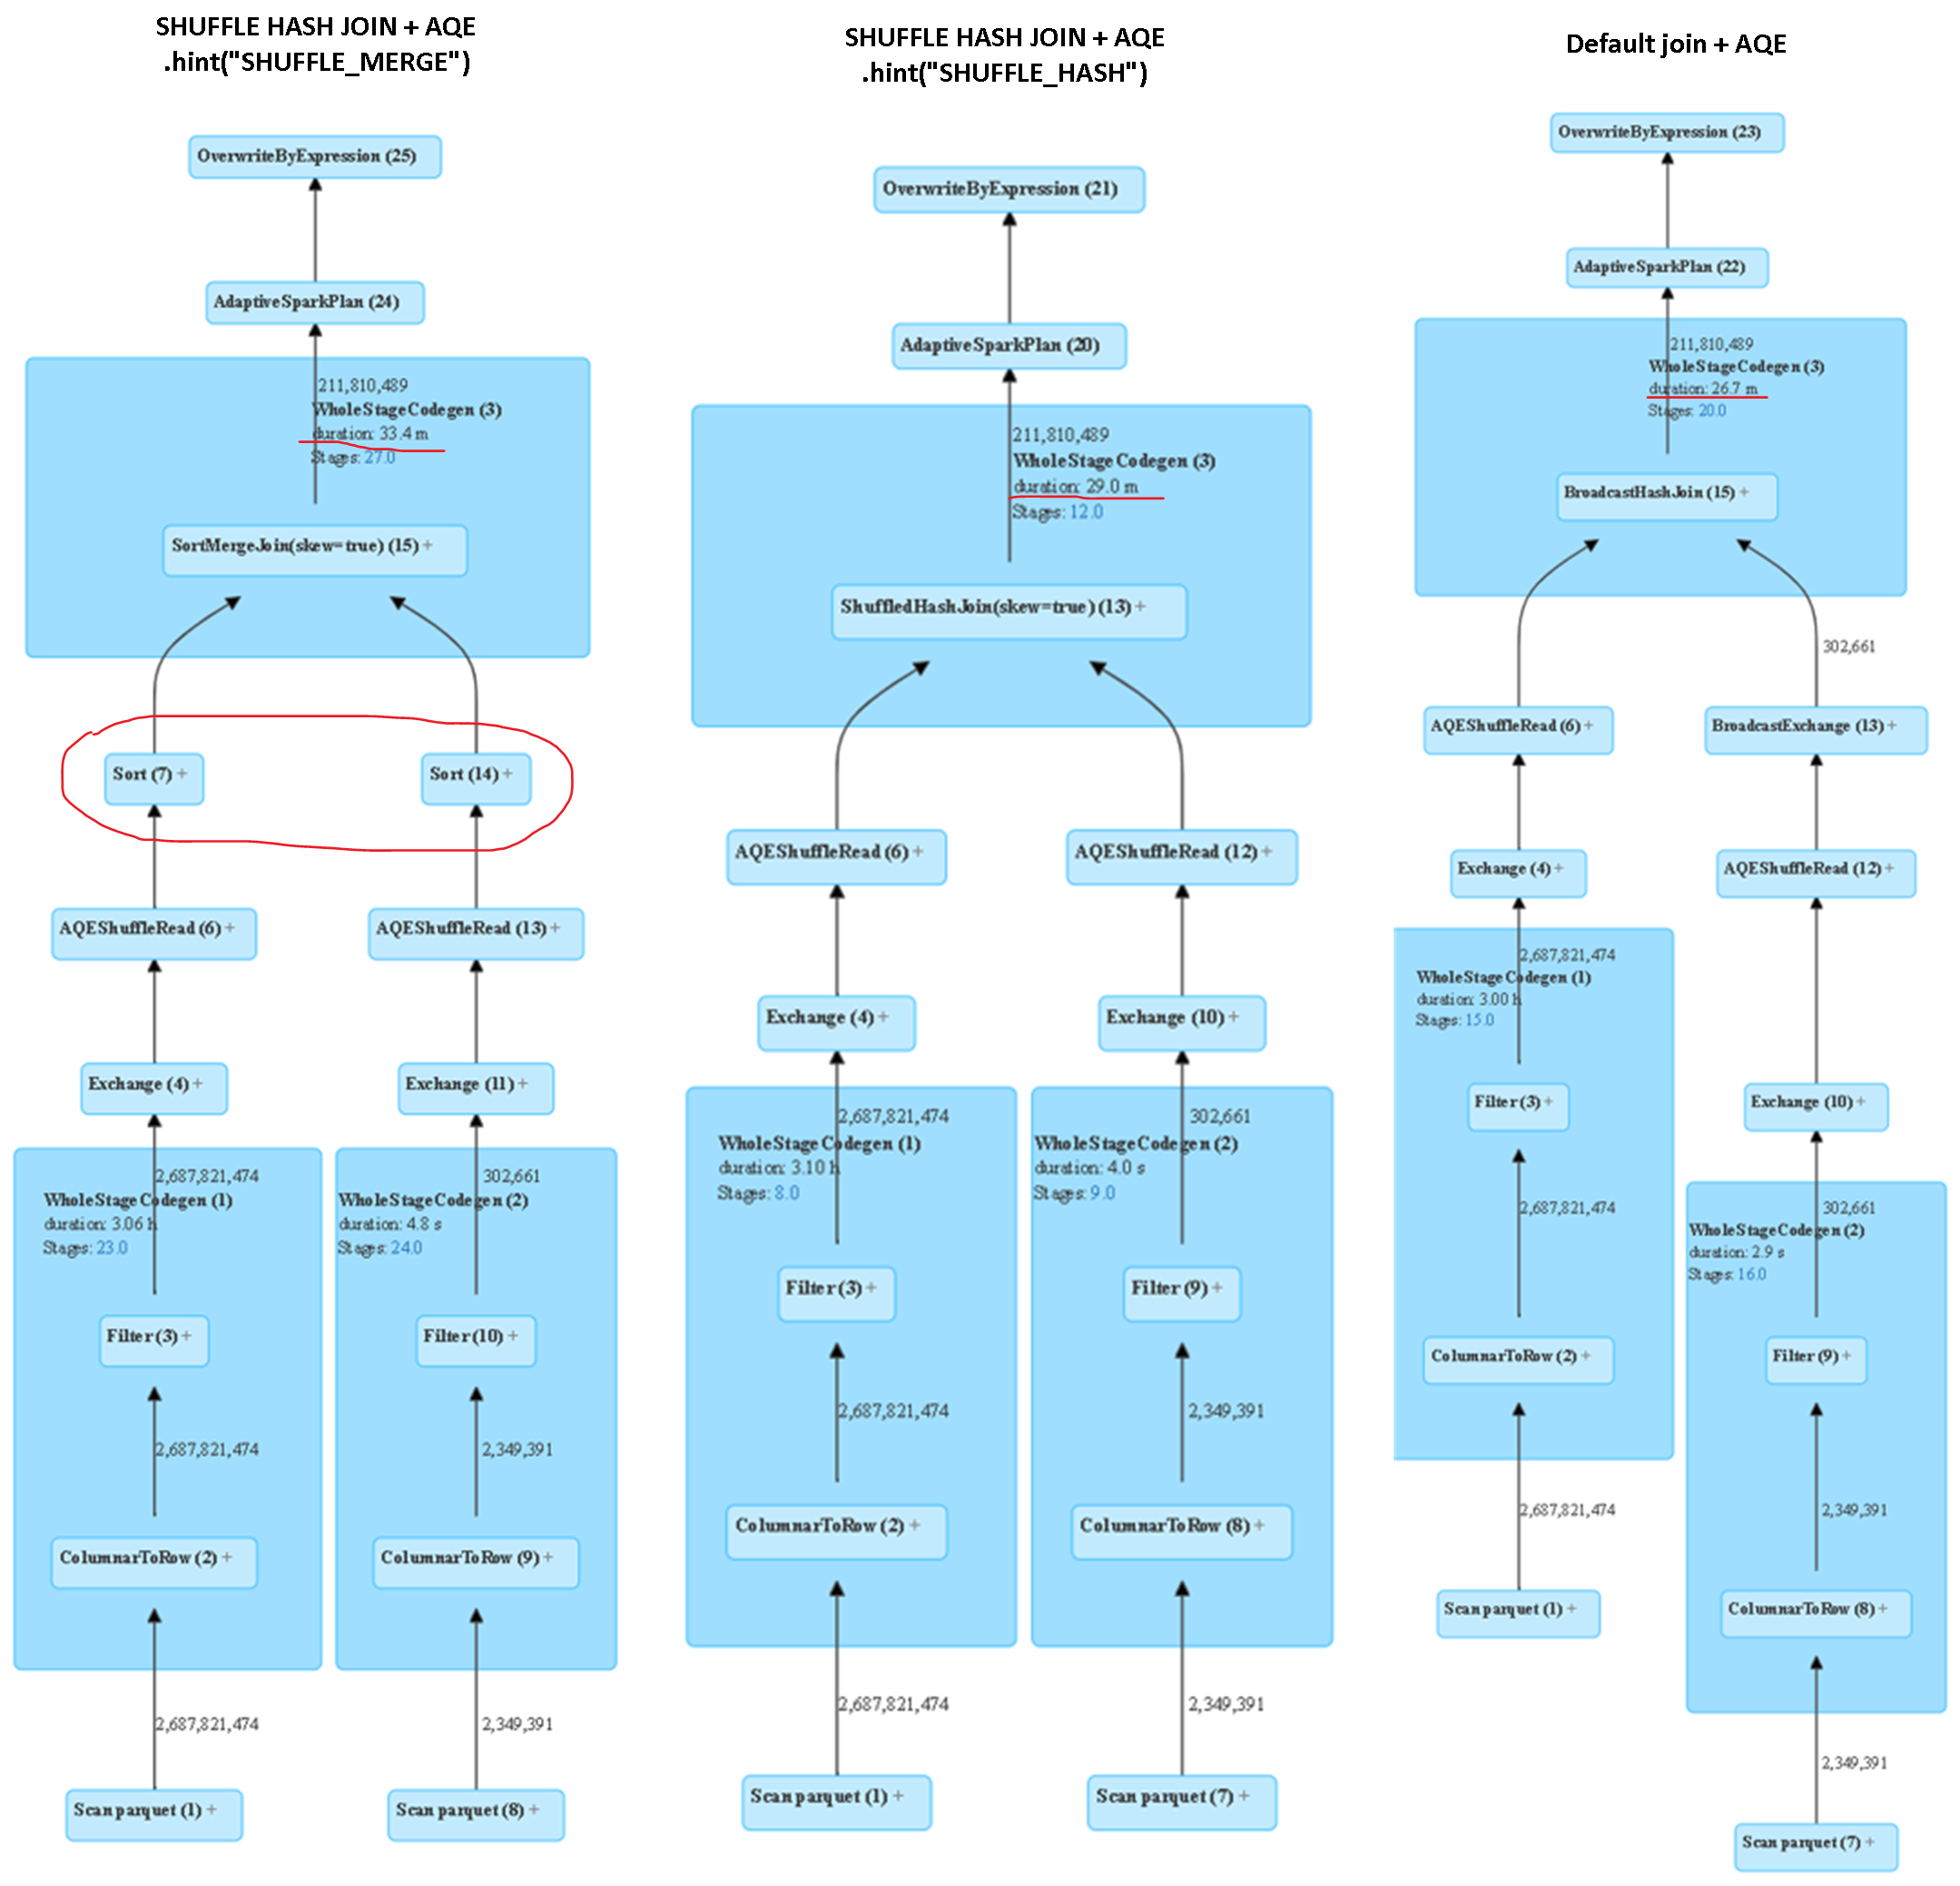 SHUFFLE HASH JOIN + AQE
.hint("SHUFFLE_MERGE")
OverwriteByExpression (25)
AdaptiveSparkPlan (24)
211,810,489
WholeStageCodegen (3)
duration: 33.4 m
Stages: 27.0
SortMergeJoin(skew=true) (15) +
Sort (7) +
Sort (14) +
AQEShuffleRead (6) +
AQEShuffleRead (13) +
Exchange (4) +
Exchange (11) +
2,687,821,474
WholeStageCodegen (1)
duration: 3.06 h
Stages: 23.0
302,661
WholeStageCodegen (2)
duration: 4.8 s
Stages: 24.0
Filter (3) +
Filter (10) +
2,687,821,474
2,349,391
ColumnarToRow (2) +
ColumnarToRow (9) +
2,687,821,474
2,349,391
Scan parquet (1) +
Scan parquet (8) +
SHUFFLE HASH JOIN + AQE
.hint("SHUFFLE_HASH")
OverwriteByExpression (21)
AdaptiveSparkPlan (20)
211,810,489
WholeStageCodegen (3)
duration: 29.0 m
Stages: 12.0
ShuffledHashJoin(skew=true) (13) +
AQEShuffleRead (6) +
AQEShuffleRead (12) +
Exchange (4) +
Exchange (10) +
2,687,821,474
WholeStageCodegen (1)
duration: 3.10 h
Stages: 8.0
302,661
WholeStageCodegen (2)
duration: 4.0 s
Stages: 9.0
Filter (3) +
Filter (9) +
2,687,821,474
2,349,391
ColumnarToRow (2) +
ColumnarToRow (8) +
2,687,821,474
2,349,391
Scan parquet (1) +
Scan parquet (7) +
Default join + AQE
OverwriteByExpression (23)
AdaptiveSparkPlan (22)
211,810,489
WholeStageCodegen (3)
duration: 26.7 m
Stages: 20.0
BroadcastHashJoin (15) +
302,661
AQEShuffleRead (6) +
BroadcastExchange (13) +
Exchange (4) +
AQEShuffleRead (12) +
2,687,821,474
WholeStageCodegen (1)
duration: 3.00 h
Stages: 15.0
Filter (3) +
Exchange (10) +
2,687,821,474
302,661
WholeStageCodegen (2)
duration: 2.9 s
Stages: 16.0
ColumnarToRow (2) +
Filter (9) +
2,687,821,474
2,349,391
Scan parquet (1) +
ColumnarToRow (8) +
2,349,391
Scan parquet (7) +